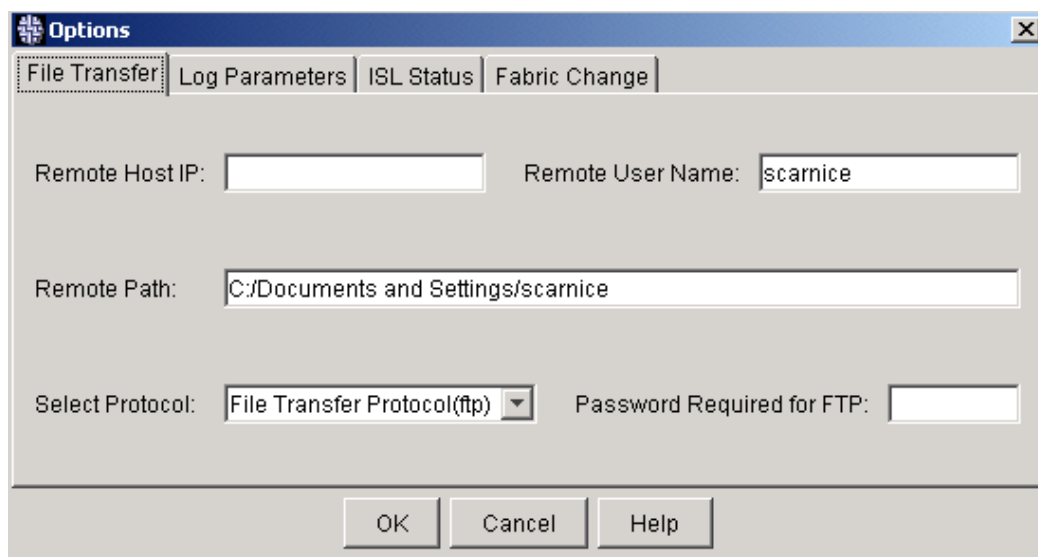 Options
File Transfer Log Parameters ISL Status Fabric Change
Remote Host IP: Remote User Name: scarnice
Remote Path: C:/Documents and Settings/scarnice
Select Protocol: File Transfer Protocol(ftp) Password Required for FTP:
OK Cancel Help